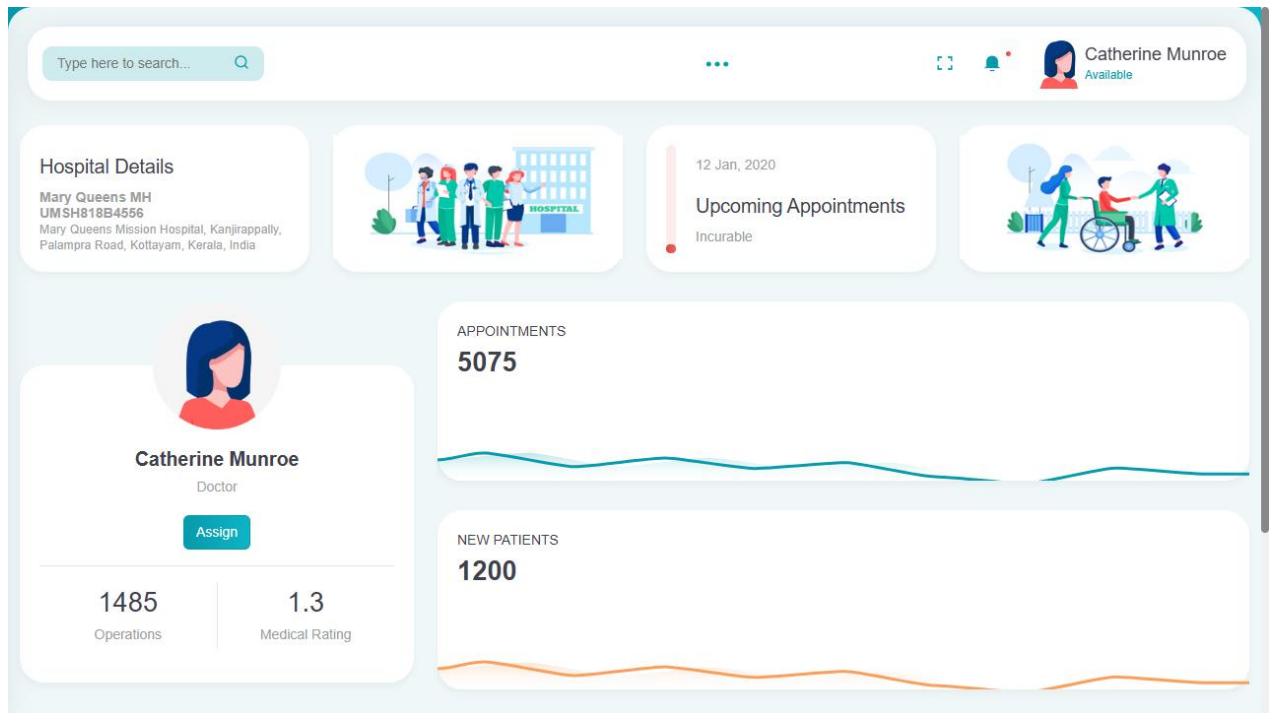 Type here to search...
Catherine Munroe
Available
Hospital Details
Mary Queens MH
UMSH818B4556
Mary Queens Mission Hospital, Kanjirappally,
Palampra Road, Kottayam, Kerala, India
HOSPITAL
12 Jan, 2020
Upcoming Appointments
Incurable
Catherine Munroe
Doctor
Assign
1485
Operations
1.3
Medical Rating
APPOINTMENTS
5075
NEW PATIENTS
1200